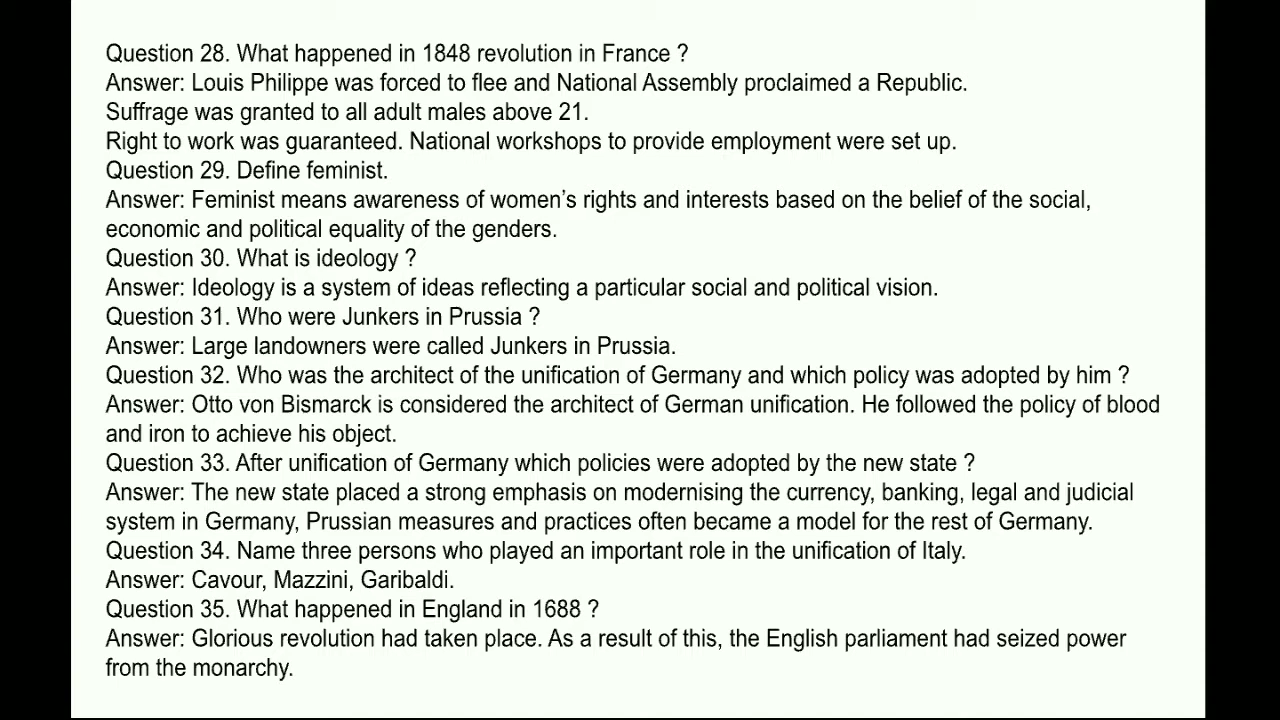 Question 28. What happened in 1848 revolution in France ?
Answer: Louis Philippe was forced to flee and National Assembly proclaimed a Republic.
Suffrage was granted to all adult males above 21.
Right to work was guaranteed. National workshops to provide employment were set up.
Question 29. Define feminist.
Answer: Feminist means awareness of women’s rights and interests based on the belief of the social,
economic and political equality of the genders.
Question 30. What is ideology ?
Answer: Ideology is a system of ideas reflecting a particular social and political vision.
Question 31. Who were Junkers in Prussia ?
Answer: Large landowners were called Junkers in Prussia.
Question 32. Who was the architect of the unification of Germany and which policy was adopted by him ?
Answer: Otto von Bismarck is considered the architect of German unification. He followed the policy of blood
and iron to achieve his object.
Question 33. After unification of Germany which policies were adopted by the new state ?
Answer: The new state placed a strong emphasis on modernising the currency, banking, legal and judicial
system in Germany, Prussian measures and practices often became a model for the rest of Germany.
Question 34. Name three persons who played an important role in the unification of Italy.
Answer: Cavour, Mazzini, Garibaldi.
Question 35. What happened in England in 1688 ?
Answer: Glorious revolution had taken place. As a result of this, the English parliament had seized power
from the monarchy.